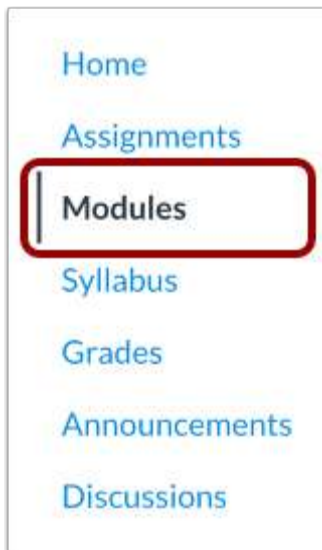 Home
Assignments
Modules
Syllabus
Grades
Announcements
Discussions